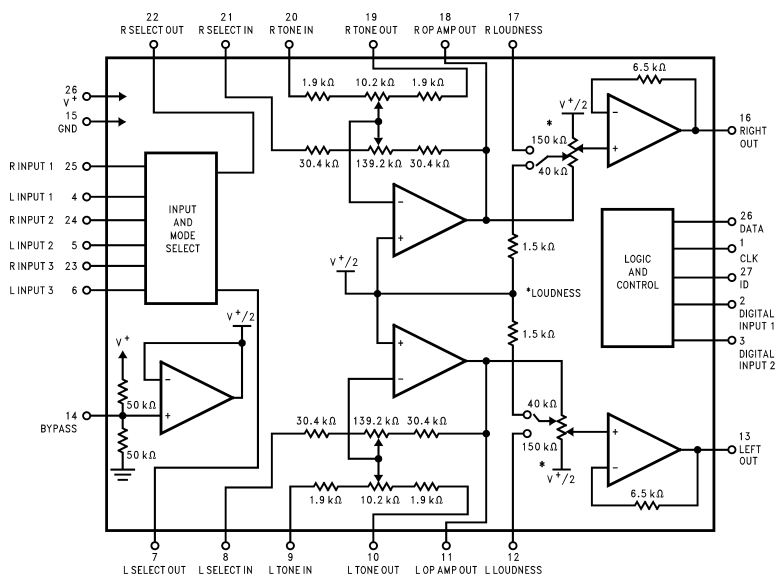 22
R SELECT OUT
21
R SELECT IN
20
R TONE IN
19
R TONE OUT
18
R OP AMP OUT
17
R LOUDNESS
26
V+
15
GND
R INPUT 1 25
L INPUT 1 4
R INPUT 2 24
L INPUT 2 5
R INPUT 3 23
L INPUT 3 6
INPUT
AND
MODE
SELECT
1.9 kΩ
10.2 kΩ
1.9 kΩ
30.4 kΩ
139.2 kΩ
30.4 kΩ
−
+
V+/2
*
150 kΩ
40 kΩ
6.5 kΩ
−
+
16
RIGHT
OUT
1.5 kΩ
V+/2
*LOUDNESS
1.5 kΩ
LOGIC
AND
CONTROL
26
DATA
1
CLK
27
ID
2
DIGITAL
INPUT 1
3
DIGITAL
INPUT 2
V+/2
V+
50 kΩ
−
+
14
BYPASS
50 kΩ
+
−
30.4 kΩ
139.2 kΩ
30.4 kΩ
1.9 kΩ
10.2 kΩ
1.9 kΩ
40 kΩ
150 kΩ
*
V+/2
+
−
6.5 kΩ
13
LEFT
OUT
7
L SELECT OUT
8
L SELECT IN
9
L TONE IN
10
L TONE OUT
11
L OP AMP OUT
12
L LOUDNESS